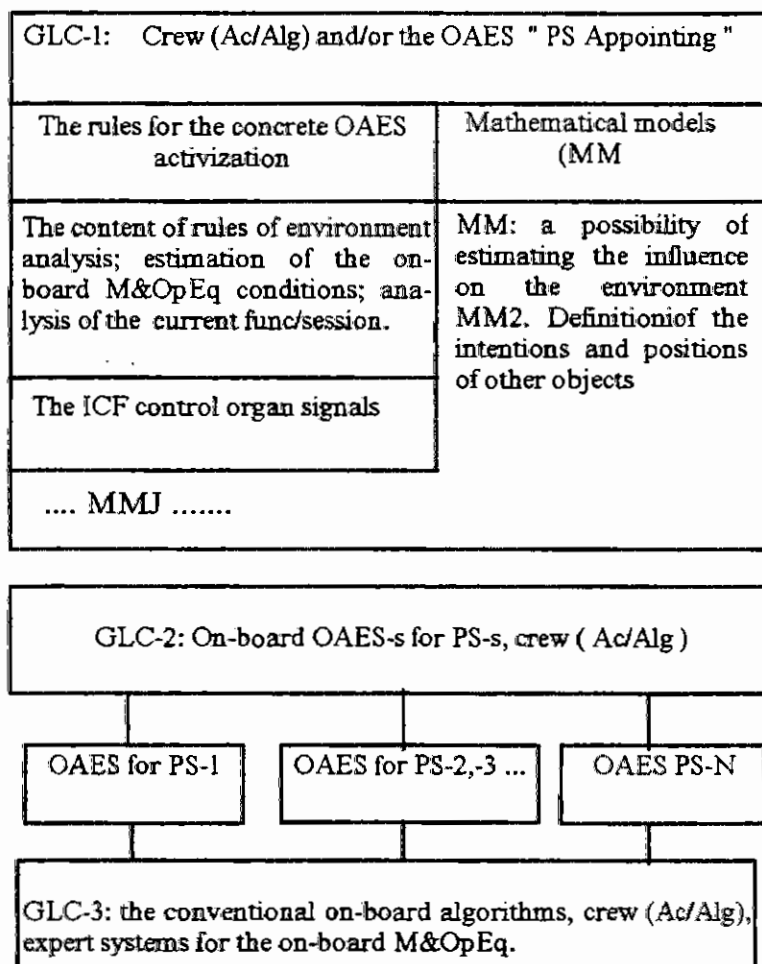 GLC-1: Crew (Ac/Alg) and/or the OAES " PS Appointing "
The rules for the concrete OAES
activization
Mathematical models
(MM
The content of rules of environment
analysis; estimation of the on-
board M&OpEq conditions; ana-
lysis of the current func/session.
MM: a possibility of
estimating the influence
on the environment
MM2. Definitioniof the
intentions and positions
of other objects
The ICF control organ signals
.... MMJ .......
GLC-2: On-board OAES-s for PS-s, crew ( Ac/Alg )
OAES for PS-1
OAES for PS-2,-3 ...
OAES PS-N
GLC-3: the conventional on-board algorithms, crew (Ac/Alg),
expert systems for the on-board M&OpEq.